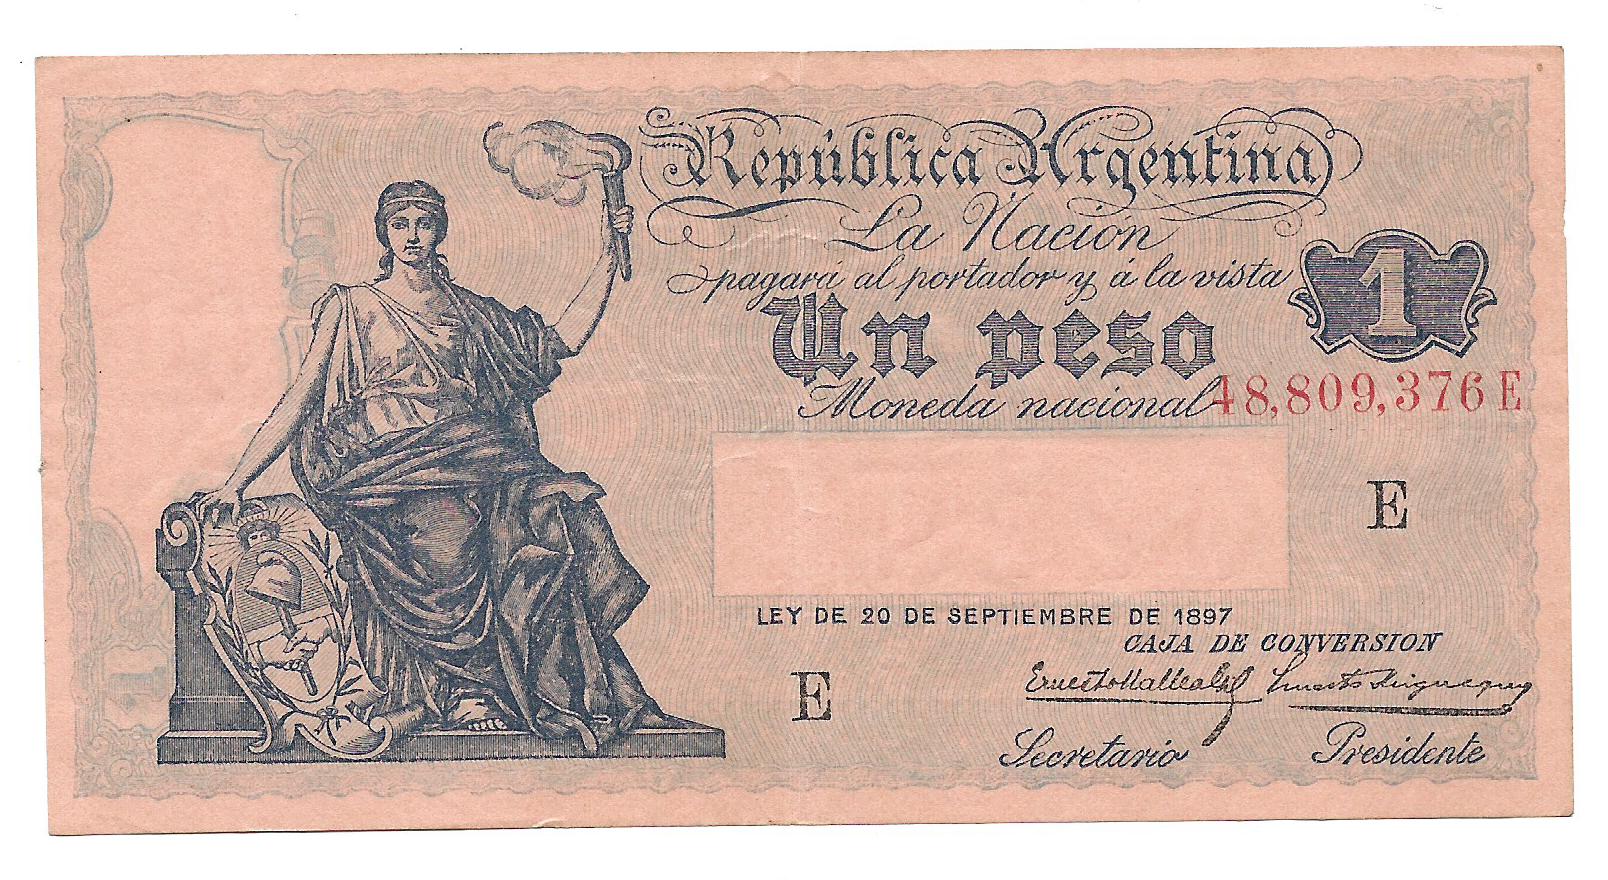 República Argentina
La Nación
pagará al portador y á la vista
Un peso
1
Moneda nacional
48,809,376 E
E
LEY DE 20 DE SEPTIEMBRE DE 1897
CAJA DE CONVERSION
E
Secretario
Presidente